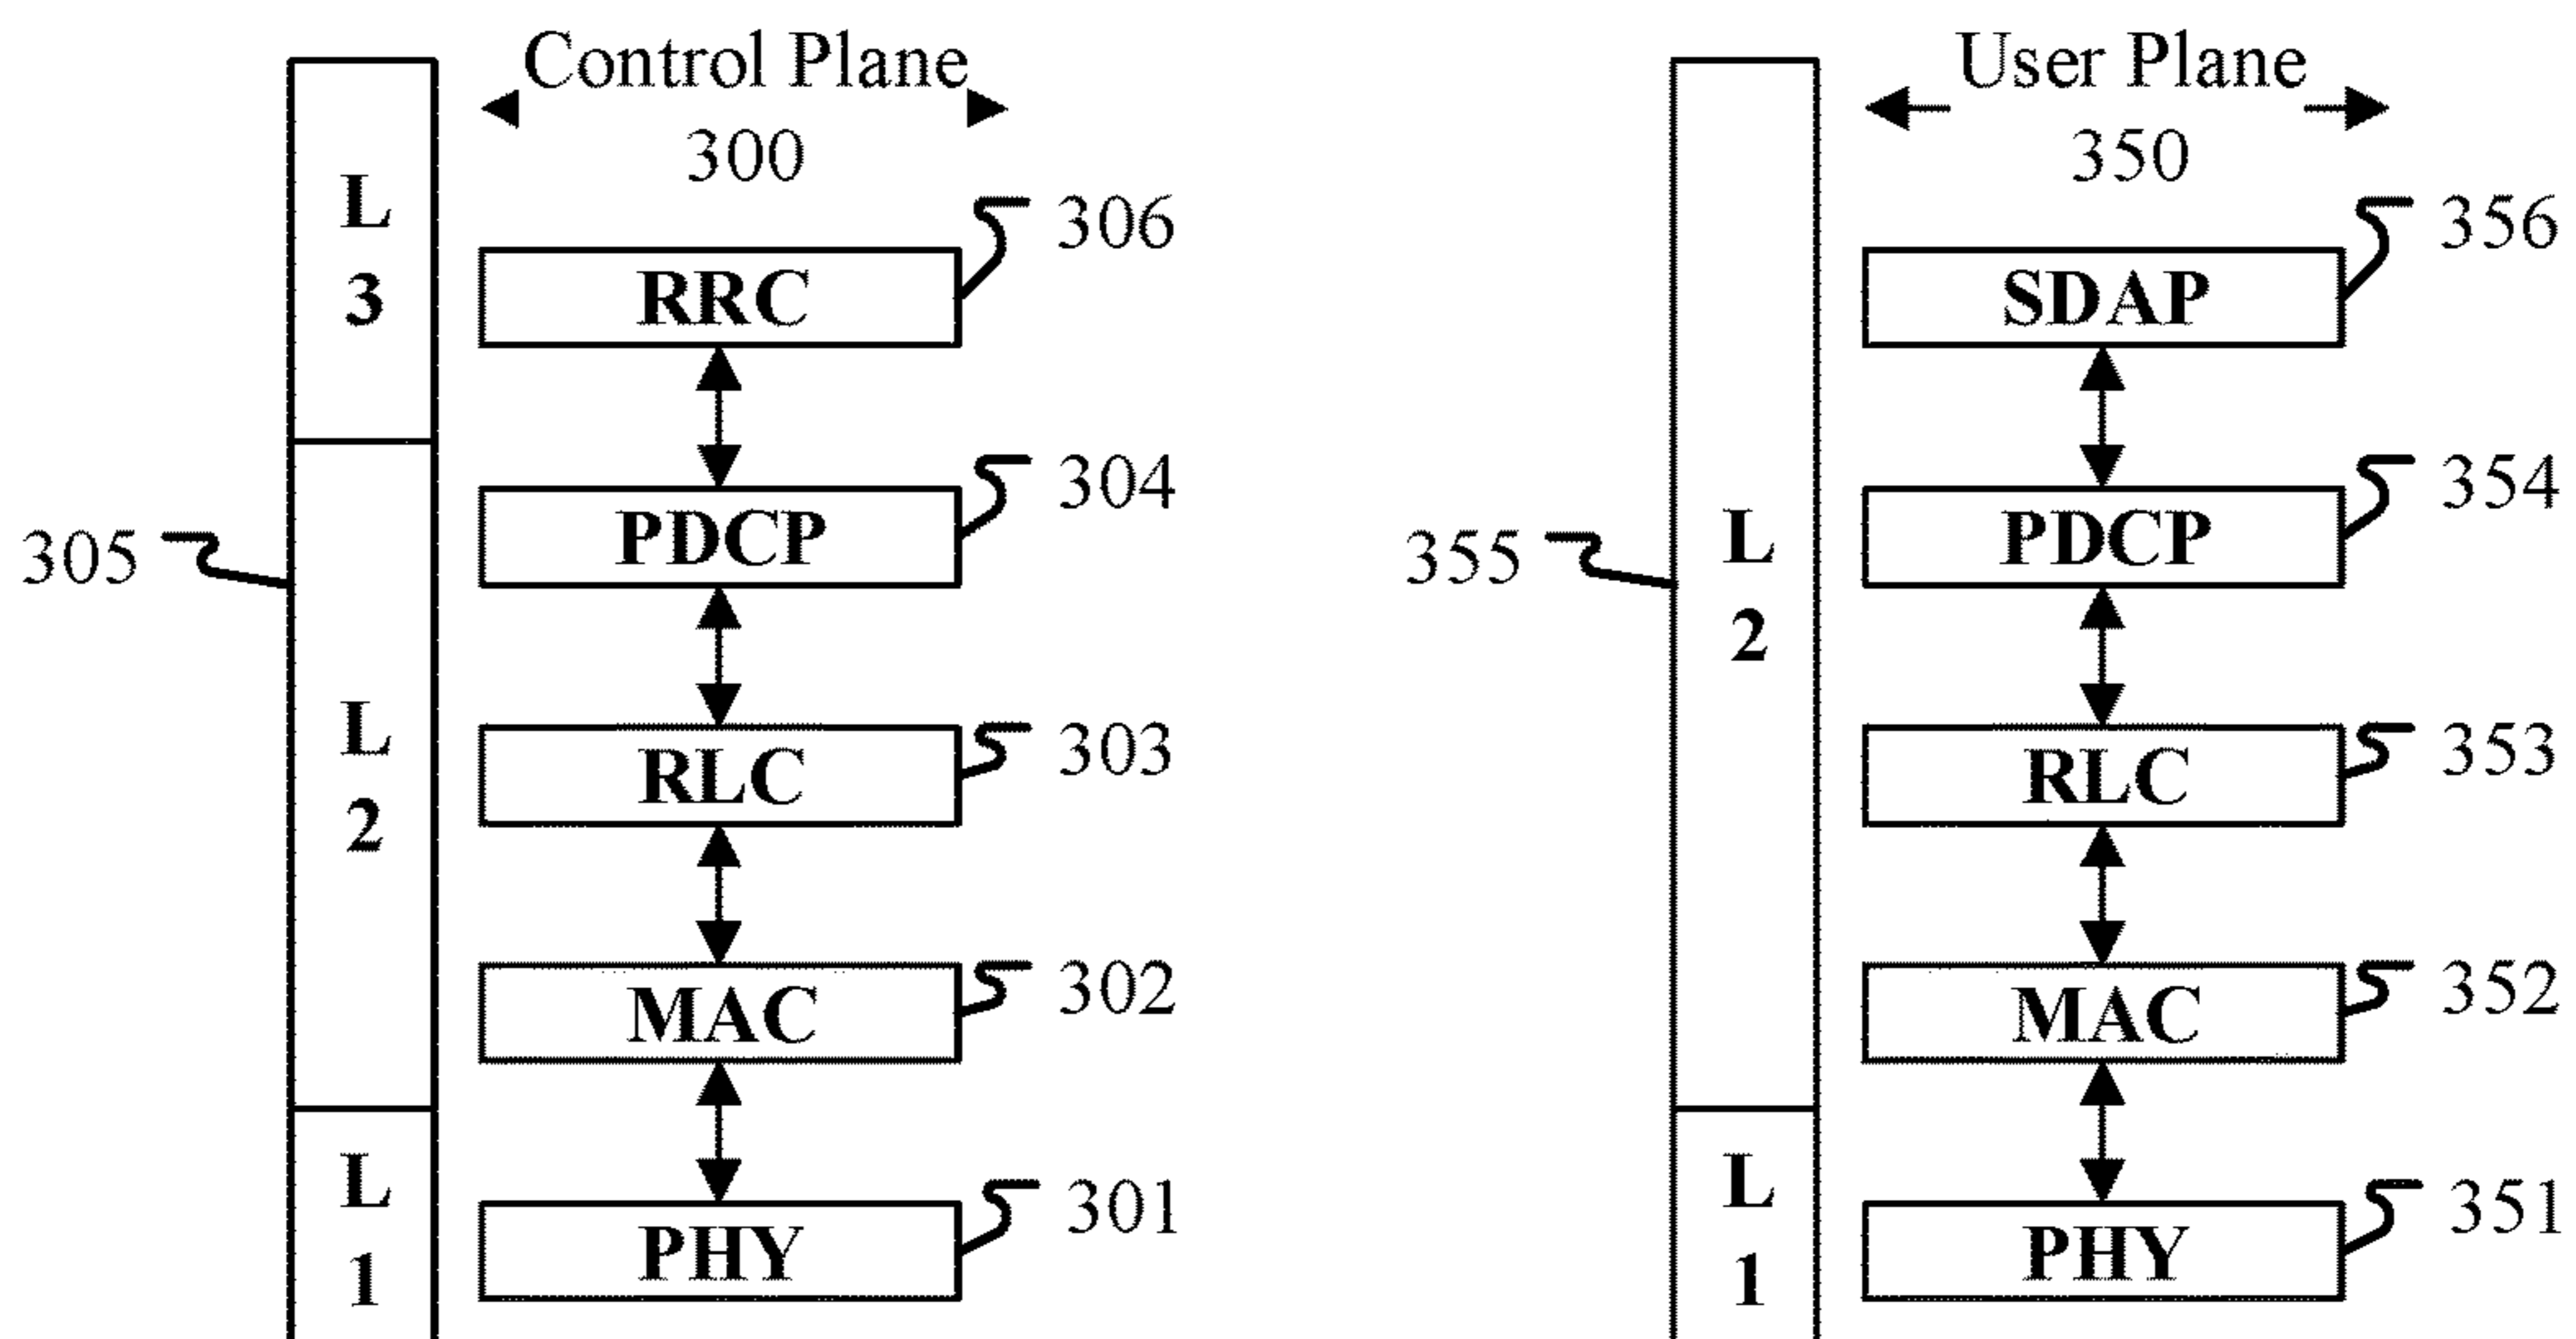 Control Plane
300
L
3
RRC
306
PDCP
304
305
L
2
RLC
303
MAC
302
L
1
PHY
301
User Plane
350
SDAP
356
L
2
PDCP
354
355
RLC
353
MAC
352
L
1
PHY
351